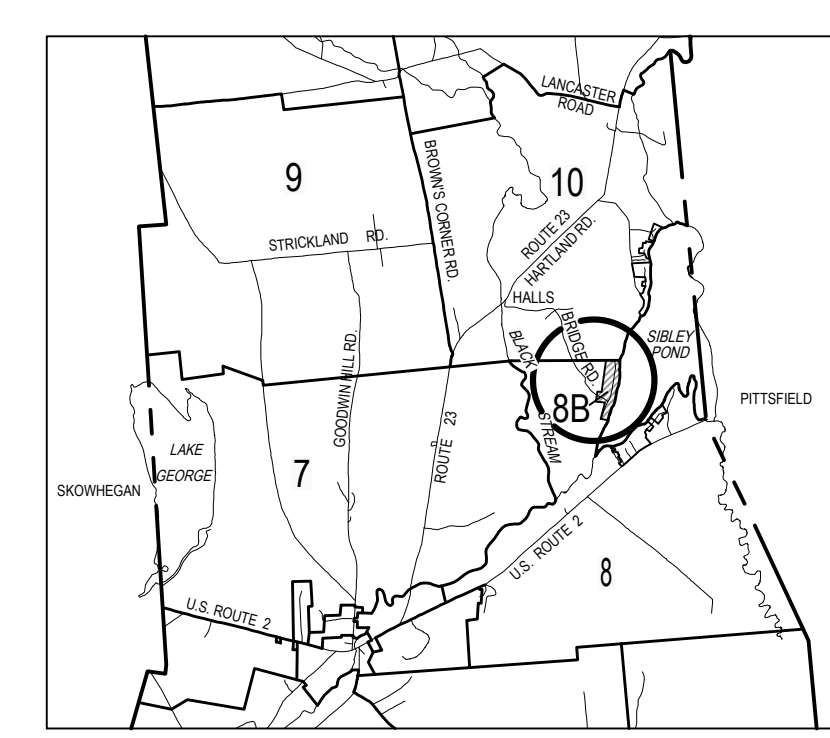 LANCASTER
ROAD
9
10
BROWN'S CORNER RD.
STRICKLAND RD.
ROUTE 23
HARTLAND RD.
HALLS
BRIDGE RD.
BLACK
STREAM
SIBLEY
POND
8B
PITTSFIELD
GOODWIN HILL RD.
ROUTE 23
LAKE
GEORGE
7
SKOWHEGAN
U.S. ROUTE 2
8
U.S. ROUTE 2